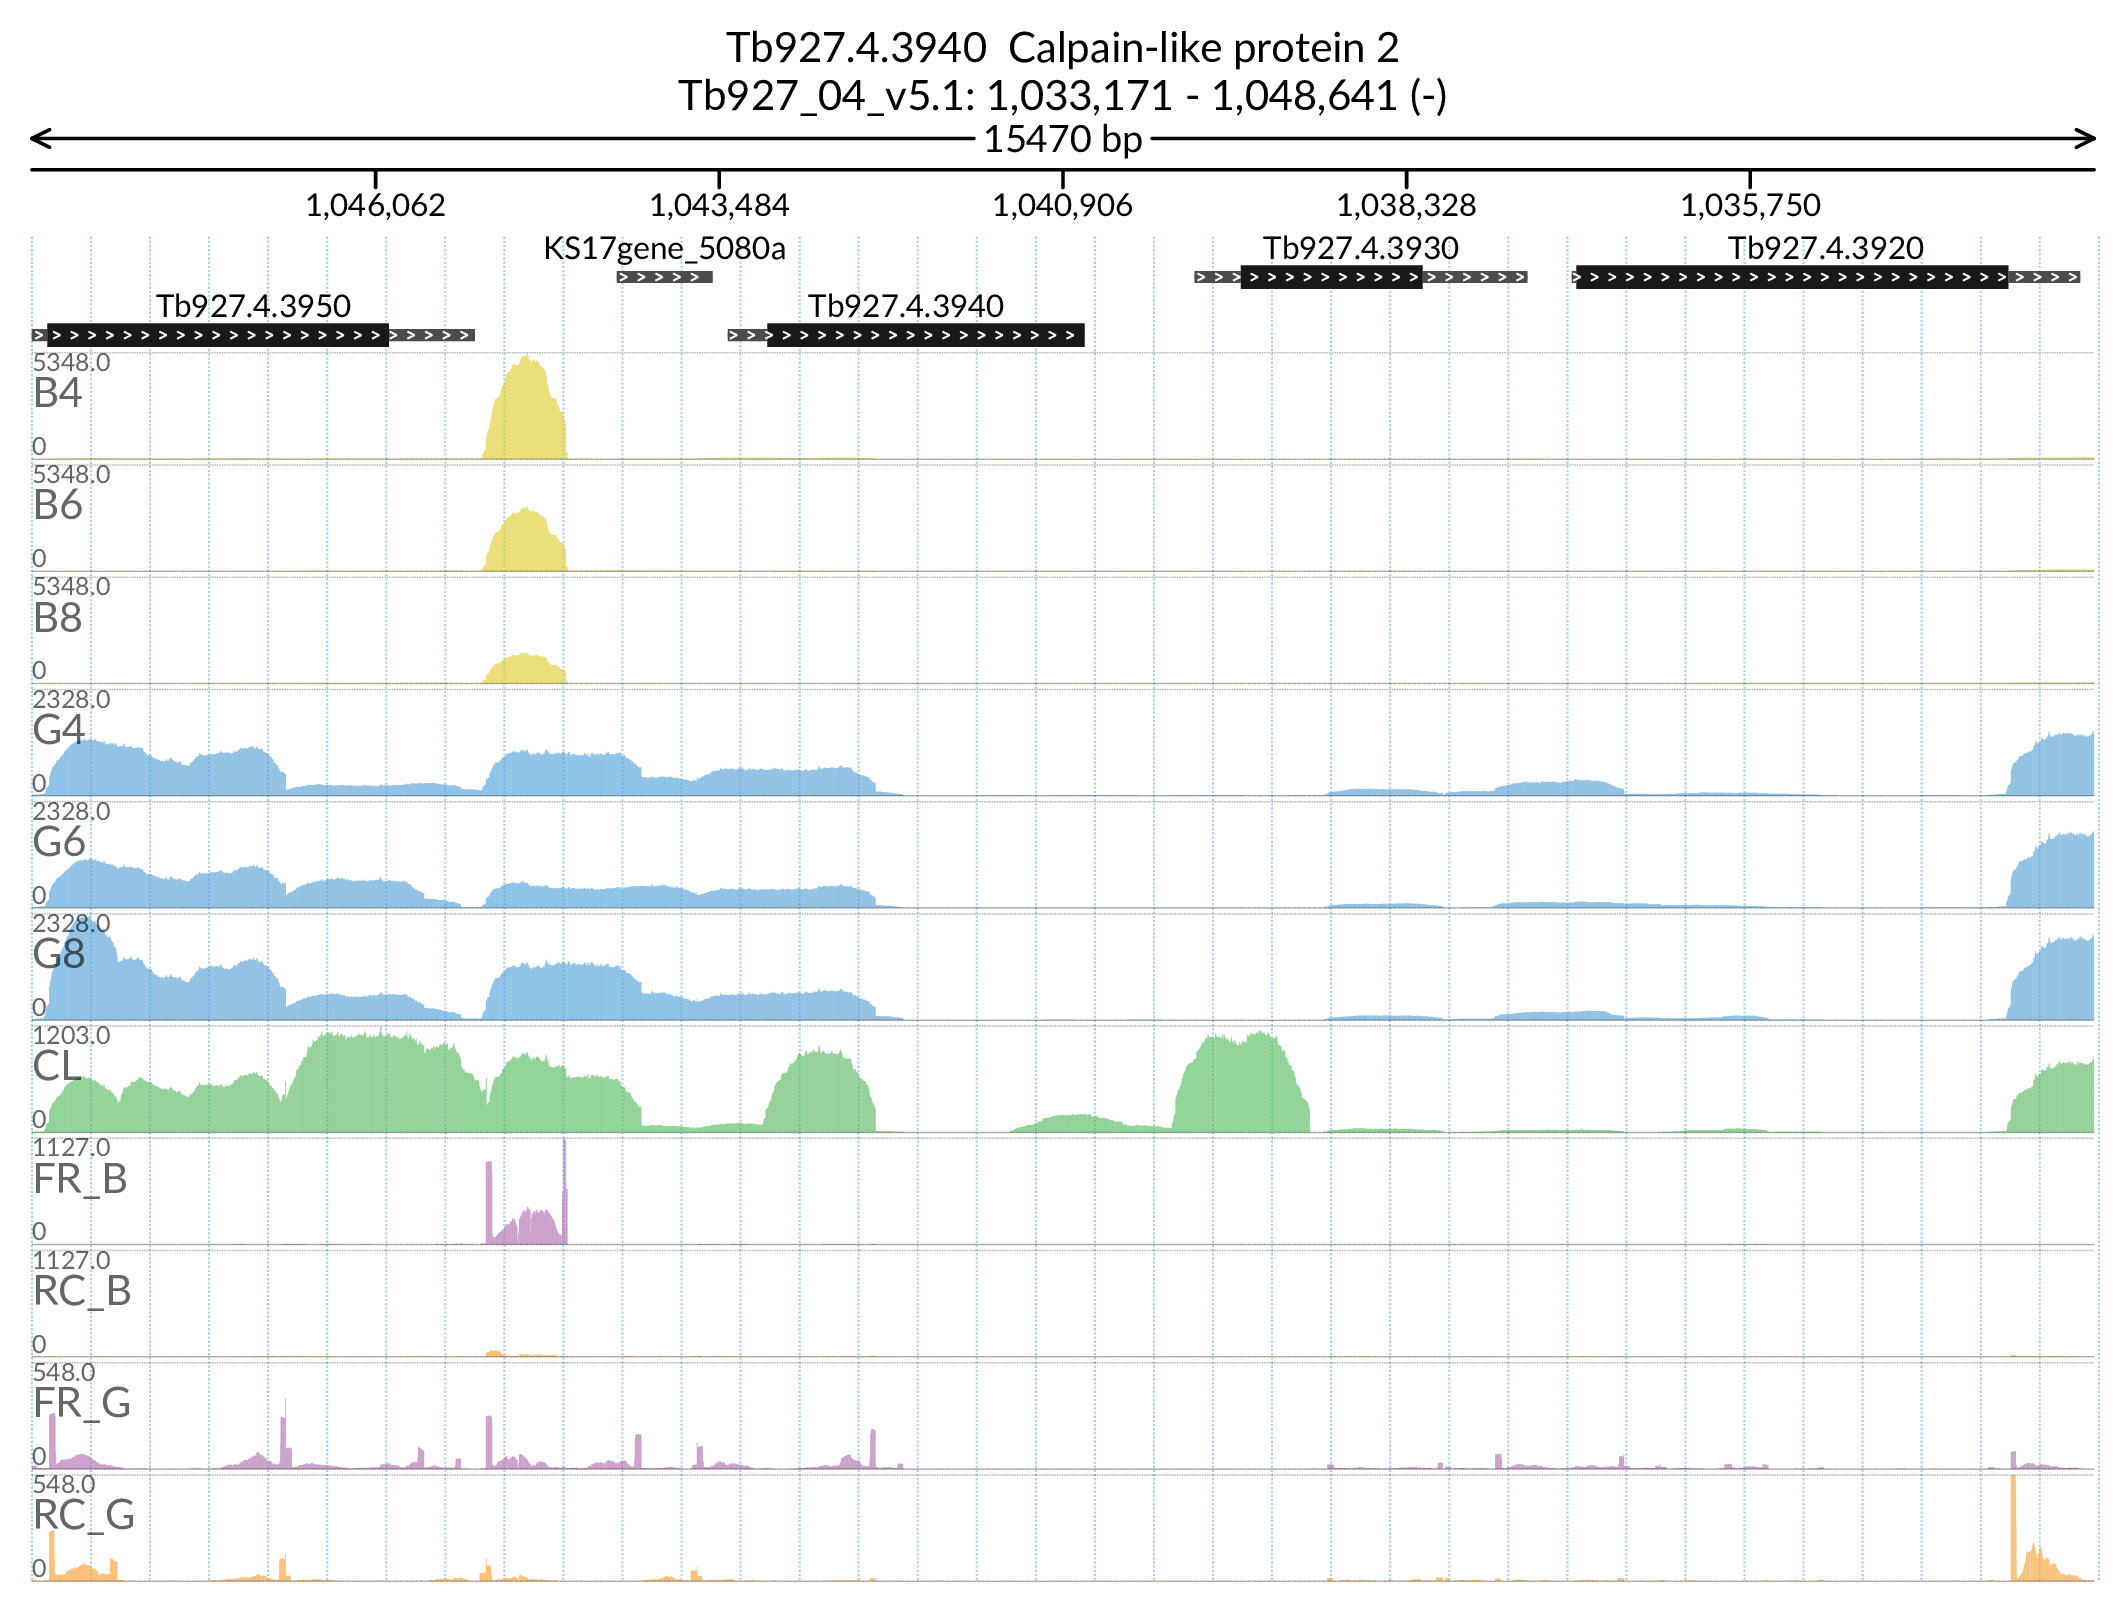 Tb927.4.3940  Calpain-like protein 2
Tb927_04_v5.1: 1,033,171 - 1,048,641 (-)
15470 bp
1,046,062 1,043,484 1,040,906 1,038,328 1,035,750
KS17gene_5080a Tb927.4.3930 Tb927.4.3920
Tb927.4.3950 Tb927.4.3940
5348.0
B4
0
5348.0
B6
0
5348.0
B8
0
2328.0
G4
0
2328.0
G6
0
2328.0
G8
0
1203.0
CL
0
1127.0
FR_B
0
1127.0
RC_B
0
548.0
FR_G
0
548.0
RC_G
0